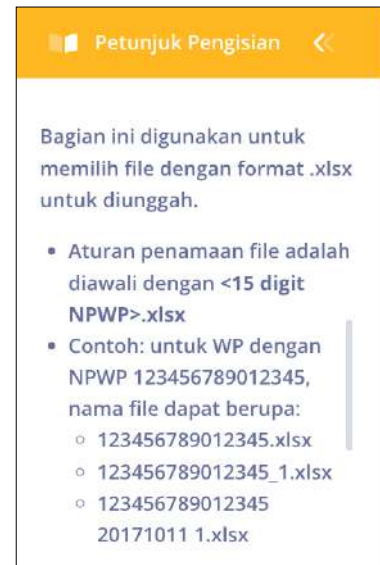 Petunjuk Pengisian
Bagian ini digunakan untuk
memilih file dengan format .xlsx
untuk diunggah.
Aturan penamaan file adalah
diawali dengan <15 digit
NPWP>.xlsx
Contoh: untuk WP dengan
NPWP 123456789012345,
nama file dapat berupa:
123456789012345.xlsx
123456789012345_1.xlsx
123456789012345
20171011 1.xlsx